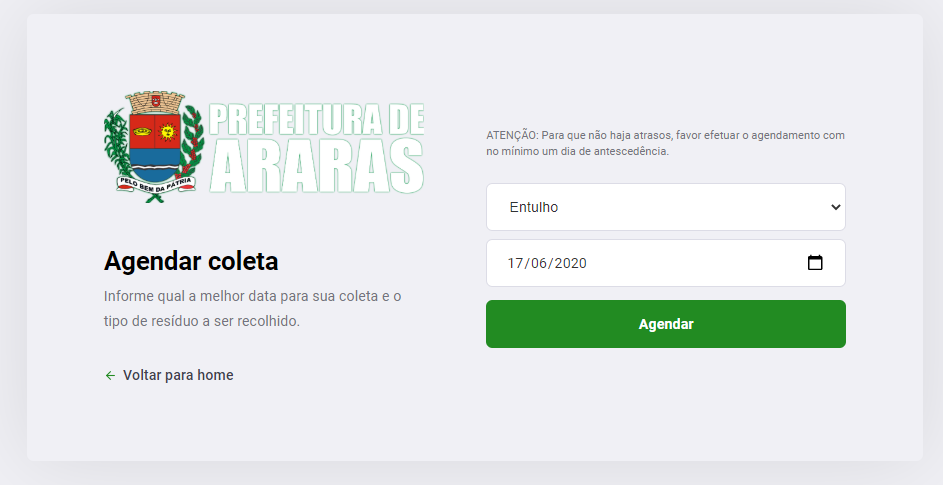 PREFEITURA DE
ARARAS
PELO BEM DA PÁTRIA
Agendar coleta
Informe qual a melhor data para sua coleta e o
tipo de resíduo a ser recolhido.
← Voltar para home
ATENÇÃO: Para que não haja atrasos, favor efetuar o agendamento com
no mínimo um dia de antescedência.
Entulho
17/06/2020
Agendar